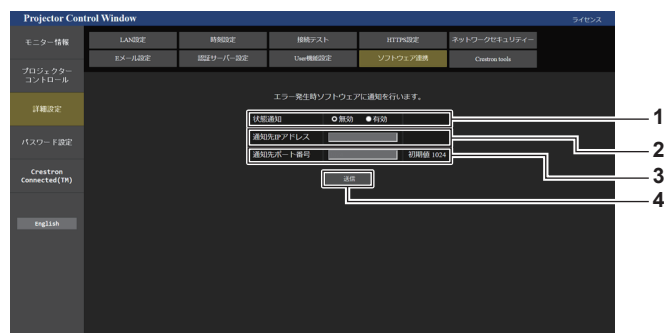 Projector Control Window
ライセンス
モニター情報
LAN設定
時刻設定
接続テスト
HTTPS設定
ネットワークセキュリティー
Eメール設定
認証サーバー設定
User機能設定
ソフトウェア連携
Crestron tools
プロジェクター
コントロール
詳細設定
パスワード設定
Crestron
Connected(TM)
English
エラー発生時ソフトウェアに通知を行います。
状態通知 無効 有効
通知先IPアドレス
通知先ポート番号 初期値 1024
送信
1
2
3
4